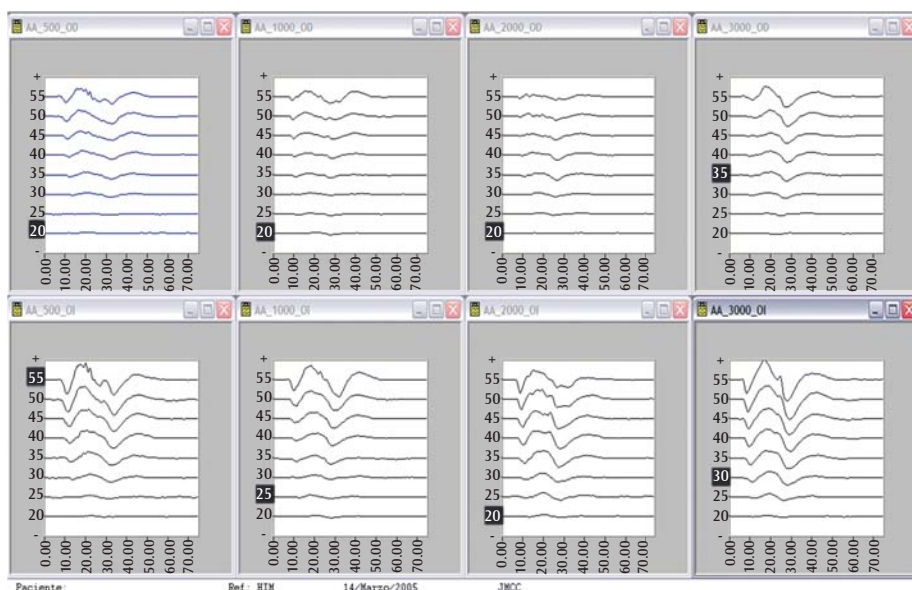 AA_500_OD AA_1000_OD AA_2000_OD AA_3000_OD
+ + + +
55 55 55 55
50 50 50 50
45 45 45 45
40 40 40 40
35 35 35 35
30 30 30 30
25 25 25 25
20 20 20 20
- - - -
0.00 10.00 20.00 30.00 40.00 50.00 60.00 70.00 0.00 10.00 20.00 30.00 40.00 50.00 60.00 70.00 0.00 10.00 20.00 30.00 40.00 50.00 60.00 70.00 0.00 10.00 20.00 30.00 40.00 50.00 60.00 70.00
AA_500_OI AA_1000_OI AA_2000_OI AA_3000_OI
+ + + +
55 55 55 55
50 50 50 50
45 45 45 45
40 40 40 40
35 35 35 35
30 30 30 30
25 25 25 25
20 20 20 20
- - - -
0.00 10.00 20.00 30.00 40.00 50.00 60.00 70.00 0.00 10.00 20.00 30.00 40.00 50.00 60.00 70.00 0.00 10.00 20.00 30.00 40.00 50.00 60.00 70.00 0.00 10.00 20.00 30.00 40.00 50.00 60.00 70.00
Paciente: Ref: HIM 14/Marzo/2005 JMCC